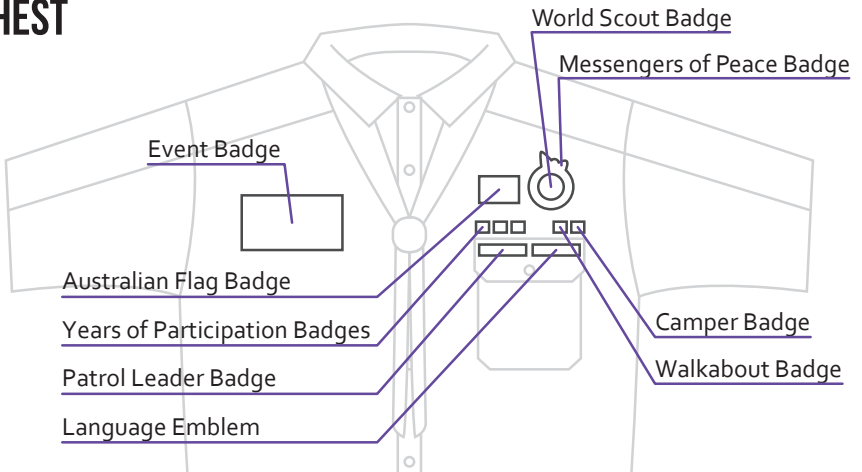 HEST
World Scout Badge
Messengers of Peace Badge
Event Badge
Australian Flag Badge
Years of Participation Badges
Patrol Leader Badge
Language Emblem
Camper Badge
Walkabout Badge